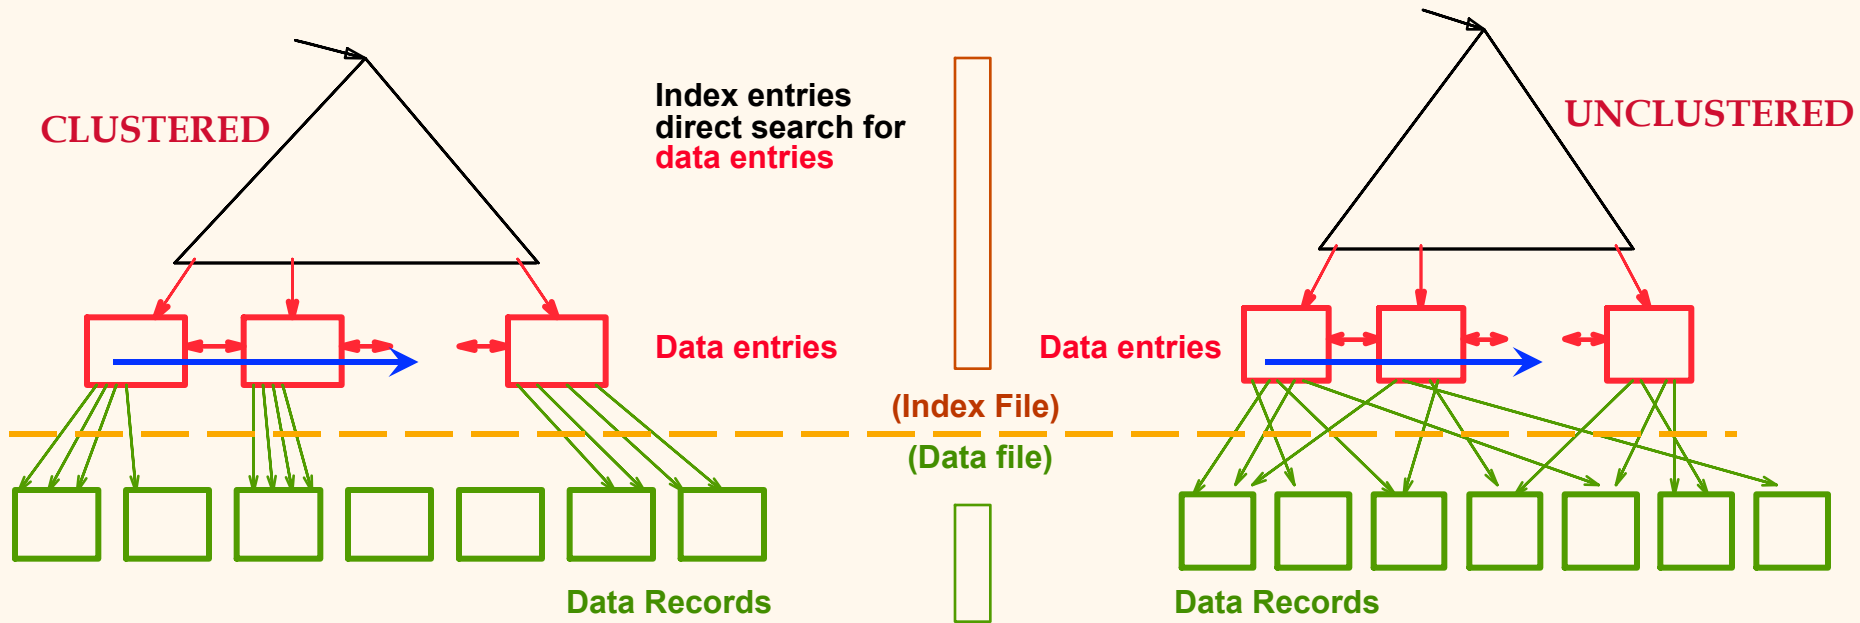 CLUSTERED
Index entries
direct search for
data entries
UNCLUSTERED
Data entries
Data entries
(Index File)
(Data file)
Data Records
Data Records